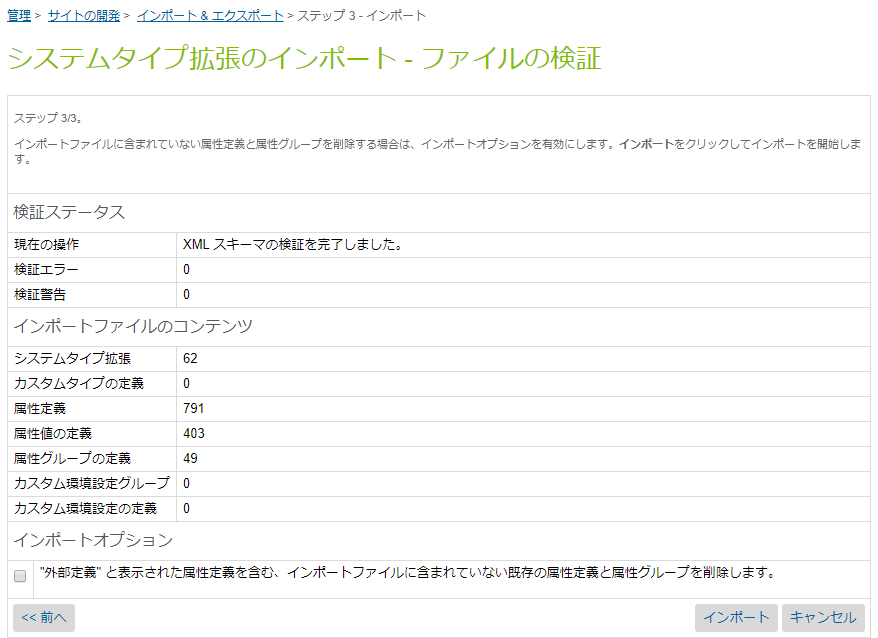 管理 > サイトの開発 > インポート & エクスポート > ステップ 3 - インポート
システムタイプ拡張のインポート - ファイルの検証
ステップ 3/3。
インポートファイルに含まれていない属性定義と属性グループを削除する場合は、インポートオプションを有効にします。インポートをクリックしてインポートを開始しま
す。
検証ステータス
現在の操作 XML スキーマの検証を完了しました。
検証エラー 0
検証警告 0
インポートファイルのコンテンツ
システムタイプ拡張 62
カスタムタイプの定義 0
属性定義 791
属性値の定義 403
属性グループの定義 49
カスタム環境設定グループ 0
カスタム環境設定の定義 0
インポートオプション
"外部定義" と表示された属性定義を含む、インポートファイルに含まれていない既存の属性定義と属性グループを削除します。
<< 前へ インポート キャンセル